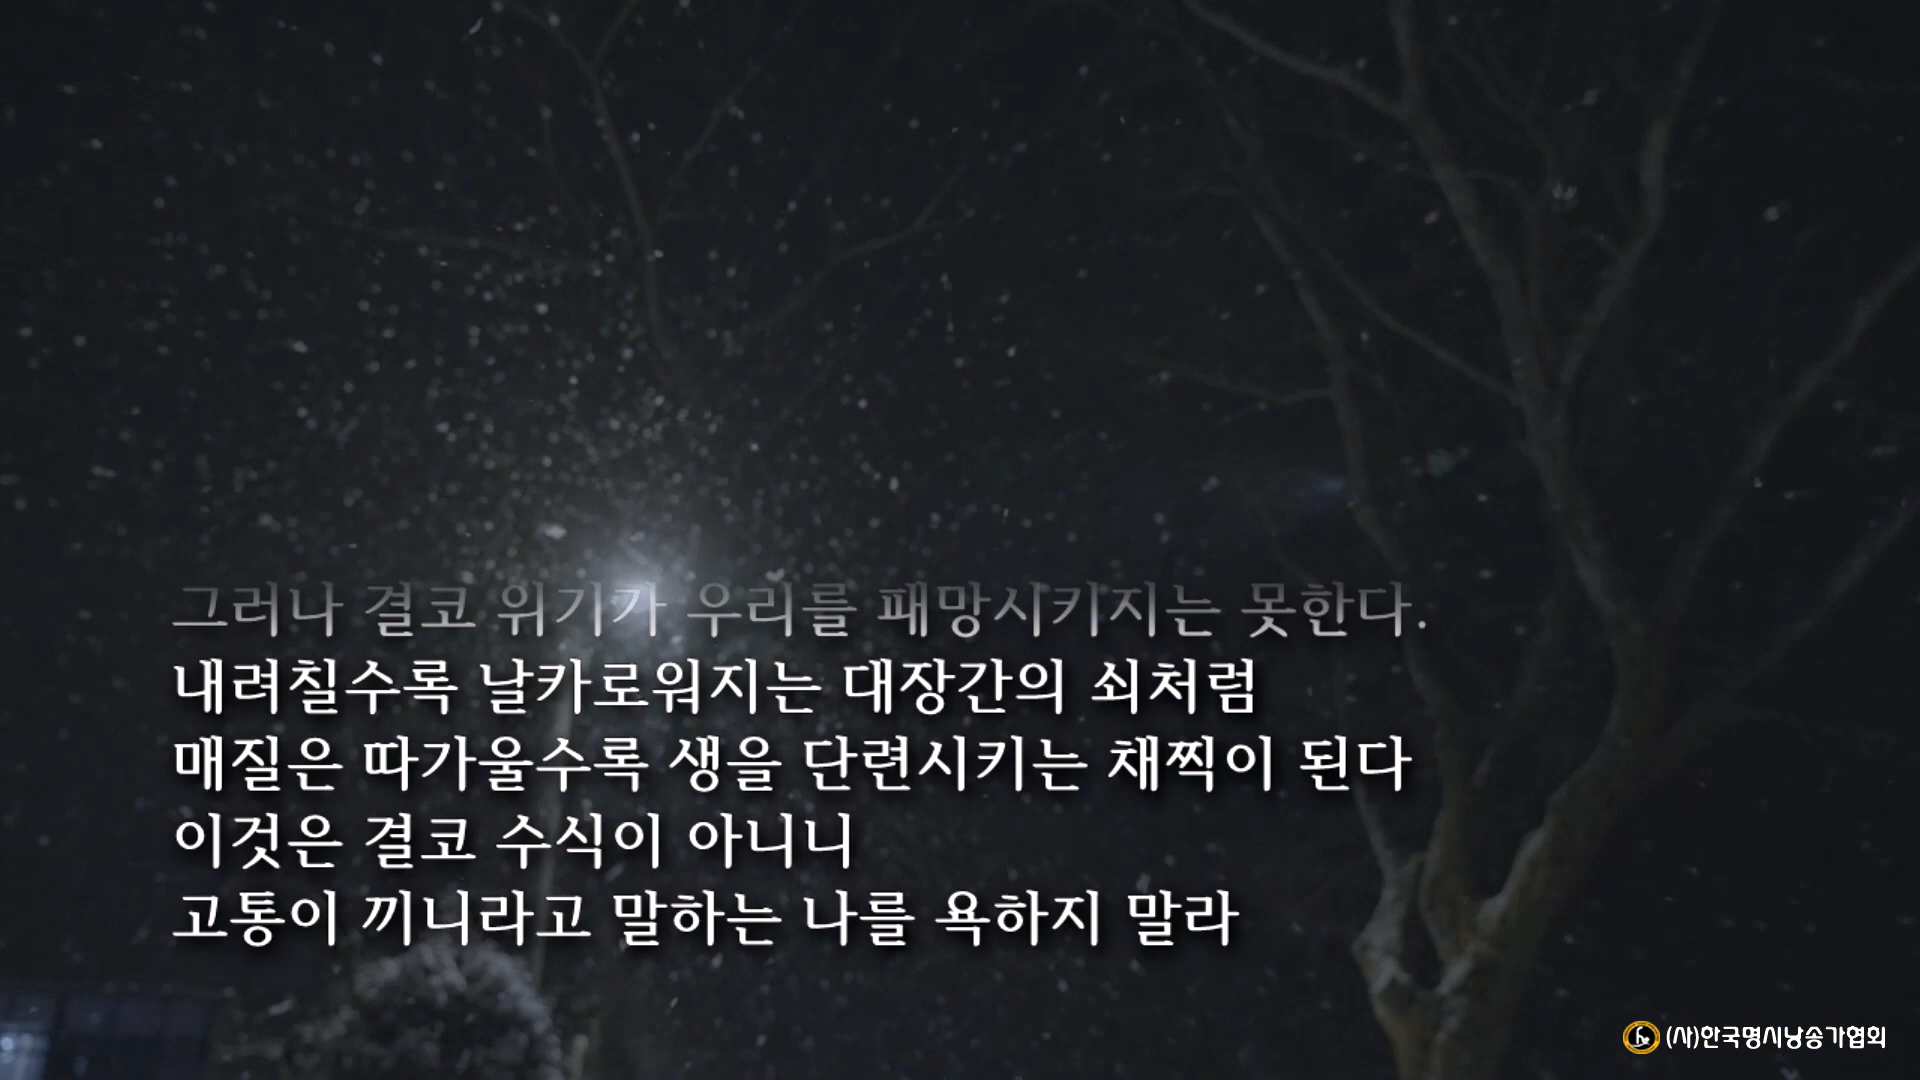 그러나 결코 위기가 우리를 패망시키지는 못한다.
내려칠수록 날카로워지는 대장간의 쇠처럼
매질은 따가울수록 생을 단련시키는 채찍이 된다
이것은 결코 수식이 아니니
고통이 끼니라고 말하는 나를 욕하지 말라
(사)한국명시낭송가협회